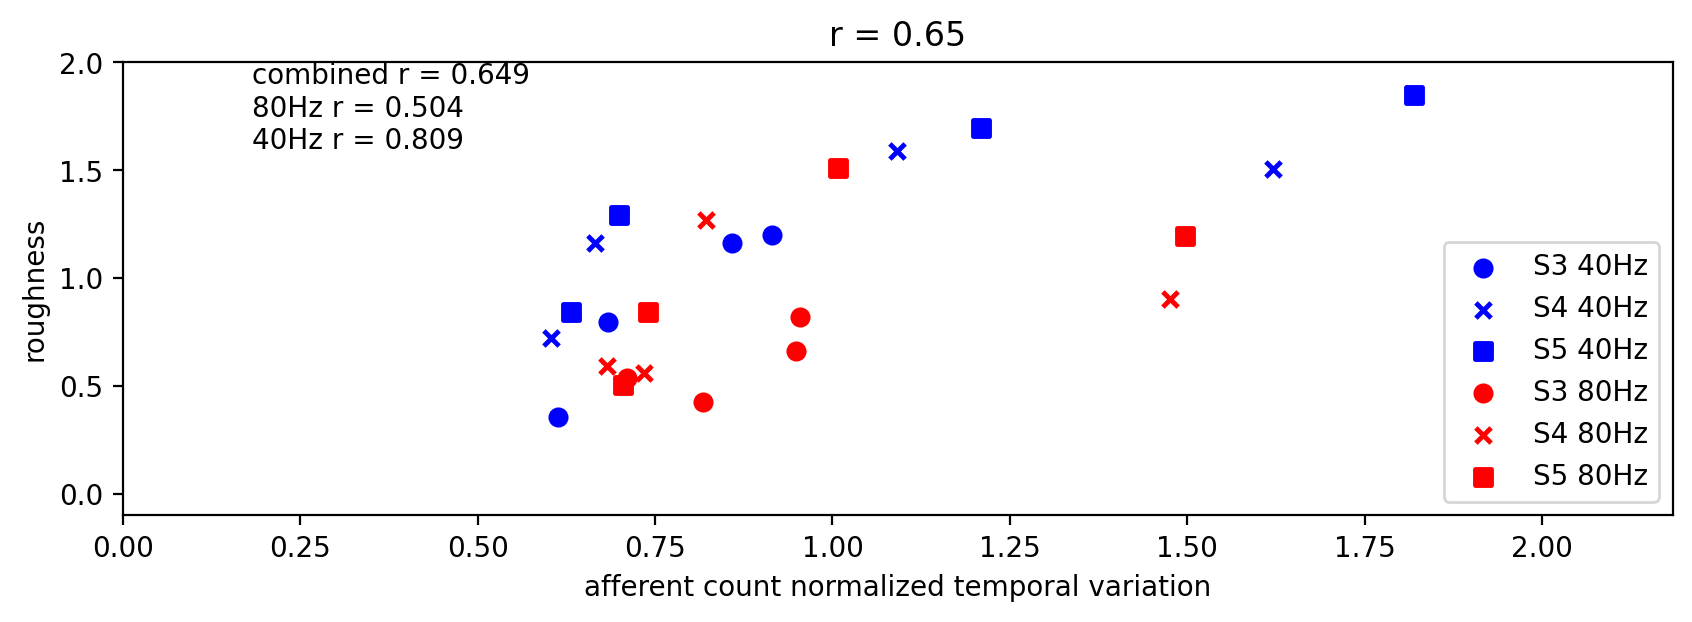 r = 0.65
combined r = 0.649
80Hz r = 0.504
40Hz r = 0.809
2.0
1.5
1.0
0.5
0.0
roughness
S3 40Hz
S4 40Hz
S5 40Hz
S3 80Hz
S4 80Hz
S5 80Hz
0.00 0.25 0.50 0.75 1.00 1.25 1.50 1.75 2.00
afferent count normalized temporal variation